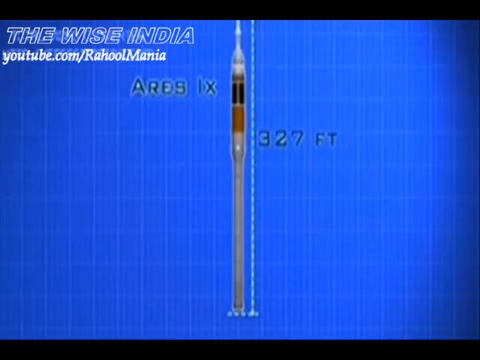 THE WISE INDIA
youtube.com/RahoolMania
ARES IX
327 FT